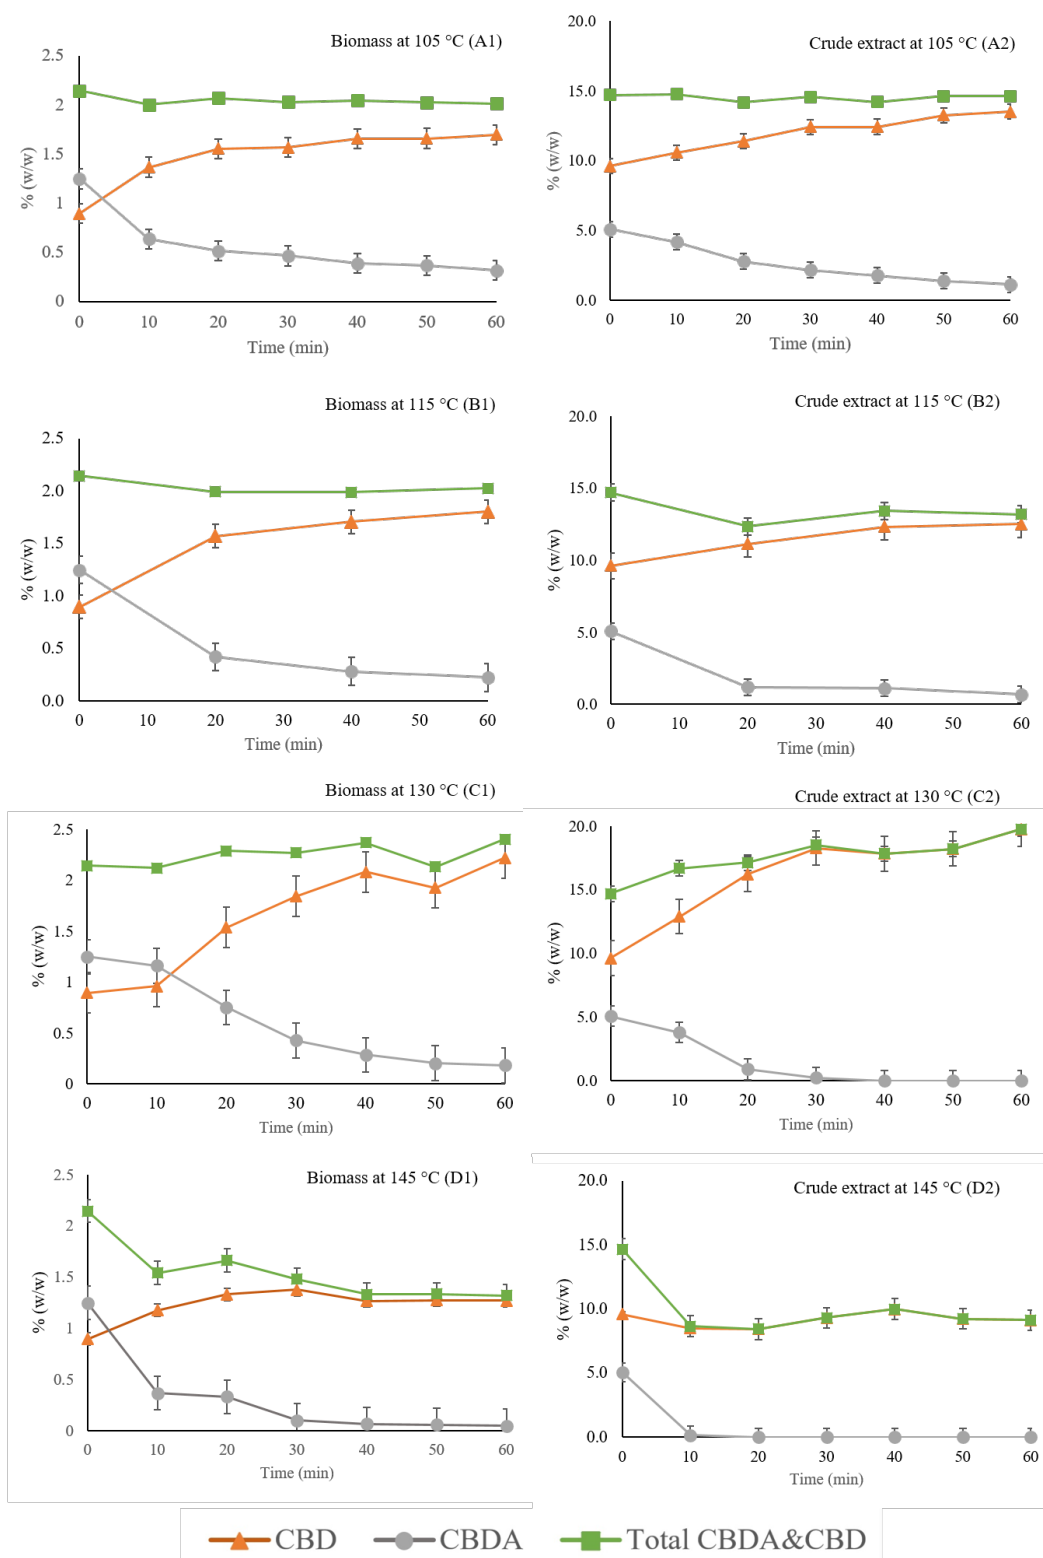 Biomass at 105 °C (A1)
2.5
2
1.5
1
0.5
0
% (w/w)
0 10 20 30 40 50 60
Time (min)
Crude extract at 105 °C (A2)
20.0
15.0
10.0
5.0
0.0
% (w/w)
0 10 20 30 40 50 60
Time (min)
Biomass at 115 °C (B1)
2.5
2.0
1.5
1.0
0.5
0.0
% (w/w)
0 10 20 30 40 50 60
Time (min)
Crude extract at 115 °C (B2)
20.0
15.0
10.0
5.0
0.0
% (w/w)
0 10 20 30 40 50 60
Time (min)
Biomass at 130 °C (C1)
2.5
2
1.5
1
0.5
0
% (w/w)
0 10 20 30 40 50 60
Time (min)
Crude extract at 130 °C (C2)
20.0
15.0
10.0
5.0
0.0
% (w/w)
0 10 20 30 40 50 60
Time (min)
Biomass at 145 °C (D1)
2.5
2
1.5
1
0.5
0
% (w/w)
0 10 20 30 40 50 60
Time (min)
Crude extract at 145 °C (D2)
20.0
15.0
10.0
5.0
0.0
% (w/w)
0 10 20 30 40 50 60
Time (min)
CBD CBDA Total CBDA&CBD